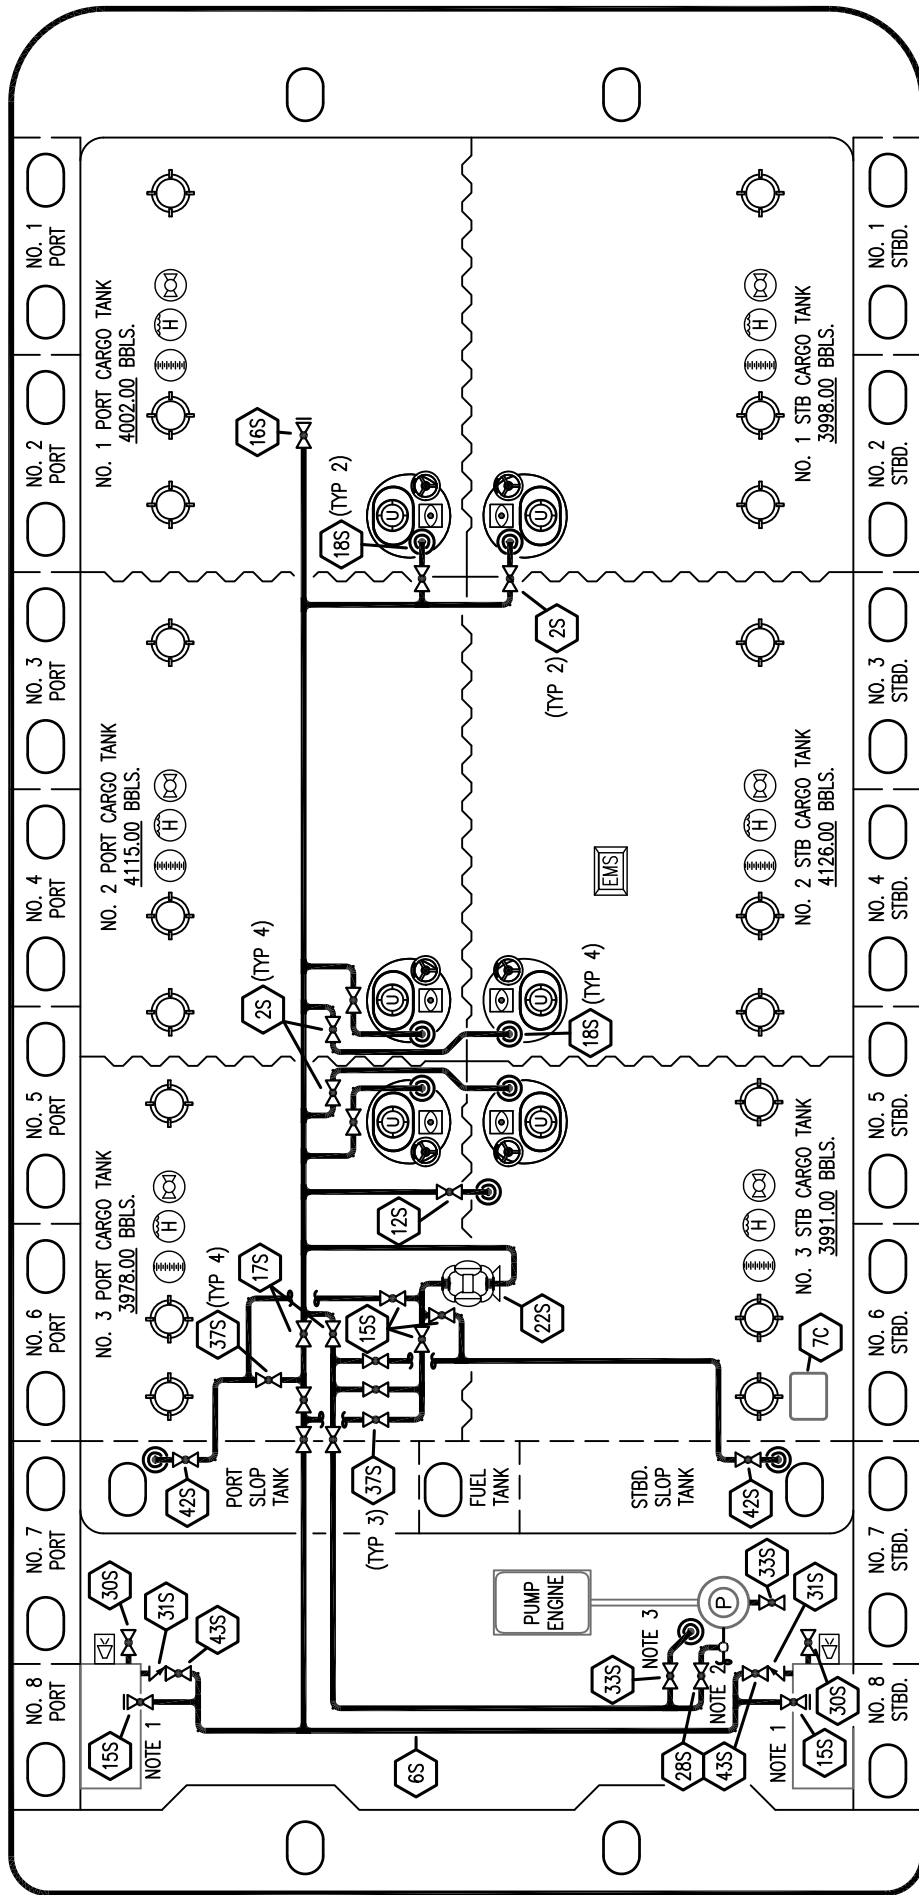 NO. 1
PORT
NO. 2
PORT
NO. 3
PORT
NO. 4
PORT
NO. 5
PORT
NO. 6
PORT
NO. 7
PORT
NO. 8
PORT
NO. 1 PORT CARGO TANK
4002.00 BBLS.
H
NO. 2 PORT CARGO TANK
4115.00 BBLS.
H
NO. 3 PORT CARGO TANK
3978.00 BBLS.
H
16S
18S
(TYP 2)
U
U
2S
(TYP 2)
2S
(TYP 4)
U
U
18S
(TYP 4)
U
U
EMS
12S
17S
37S
(TYP 4)
15S
22S
37S
(TYP 3)
42S
PORT
SLOP
TANK
FUEL
TANK
STBD.
SLOP
TANK
42S
7C
30S
31S
43S
15S
NOTE 1
6S
PUMP
ENGINE
P
33S
NOTE 3
33S
NOTE 2
28S
43S
31S
30S
15S
NOTE 1
NO. 1 STB CARGO TANK
3998.00 BBLS.
H
NO. 2 STB CARGO TANK
4126.00 BBLS.
H
NO. 3 STB CARGO TANK
3991.00 BBLS.
H
NO. 1
STBD.
NO. 2
STBD.
NO. 3
STBD.
NO. 4
STBD.
NO. 5
STBD.
NO. 6
STBD.
NO. 7
STBD.
NO. 8
STBD.